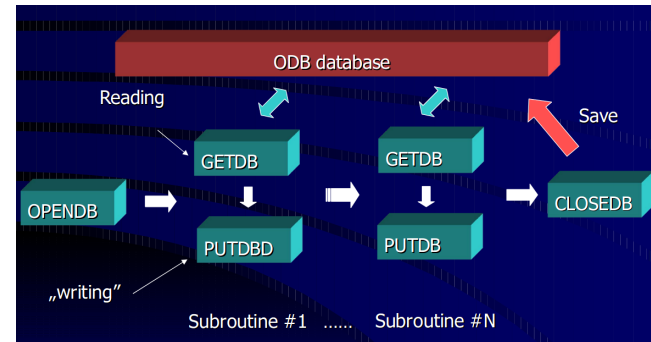 ODB database
Reading
Save
GETDB
GETDB
OPENDB
CLOSEDB
PUTDBD
PUTDB
„writing”
Subroutine #1 ...... Subroutine #N